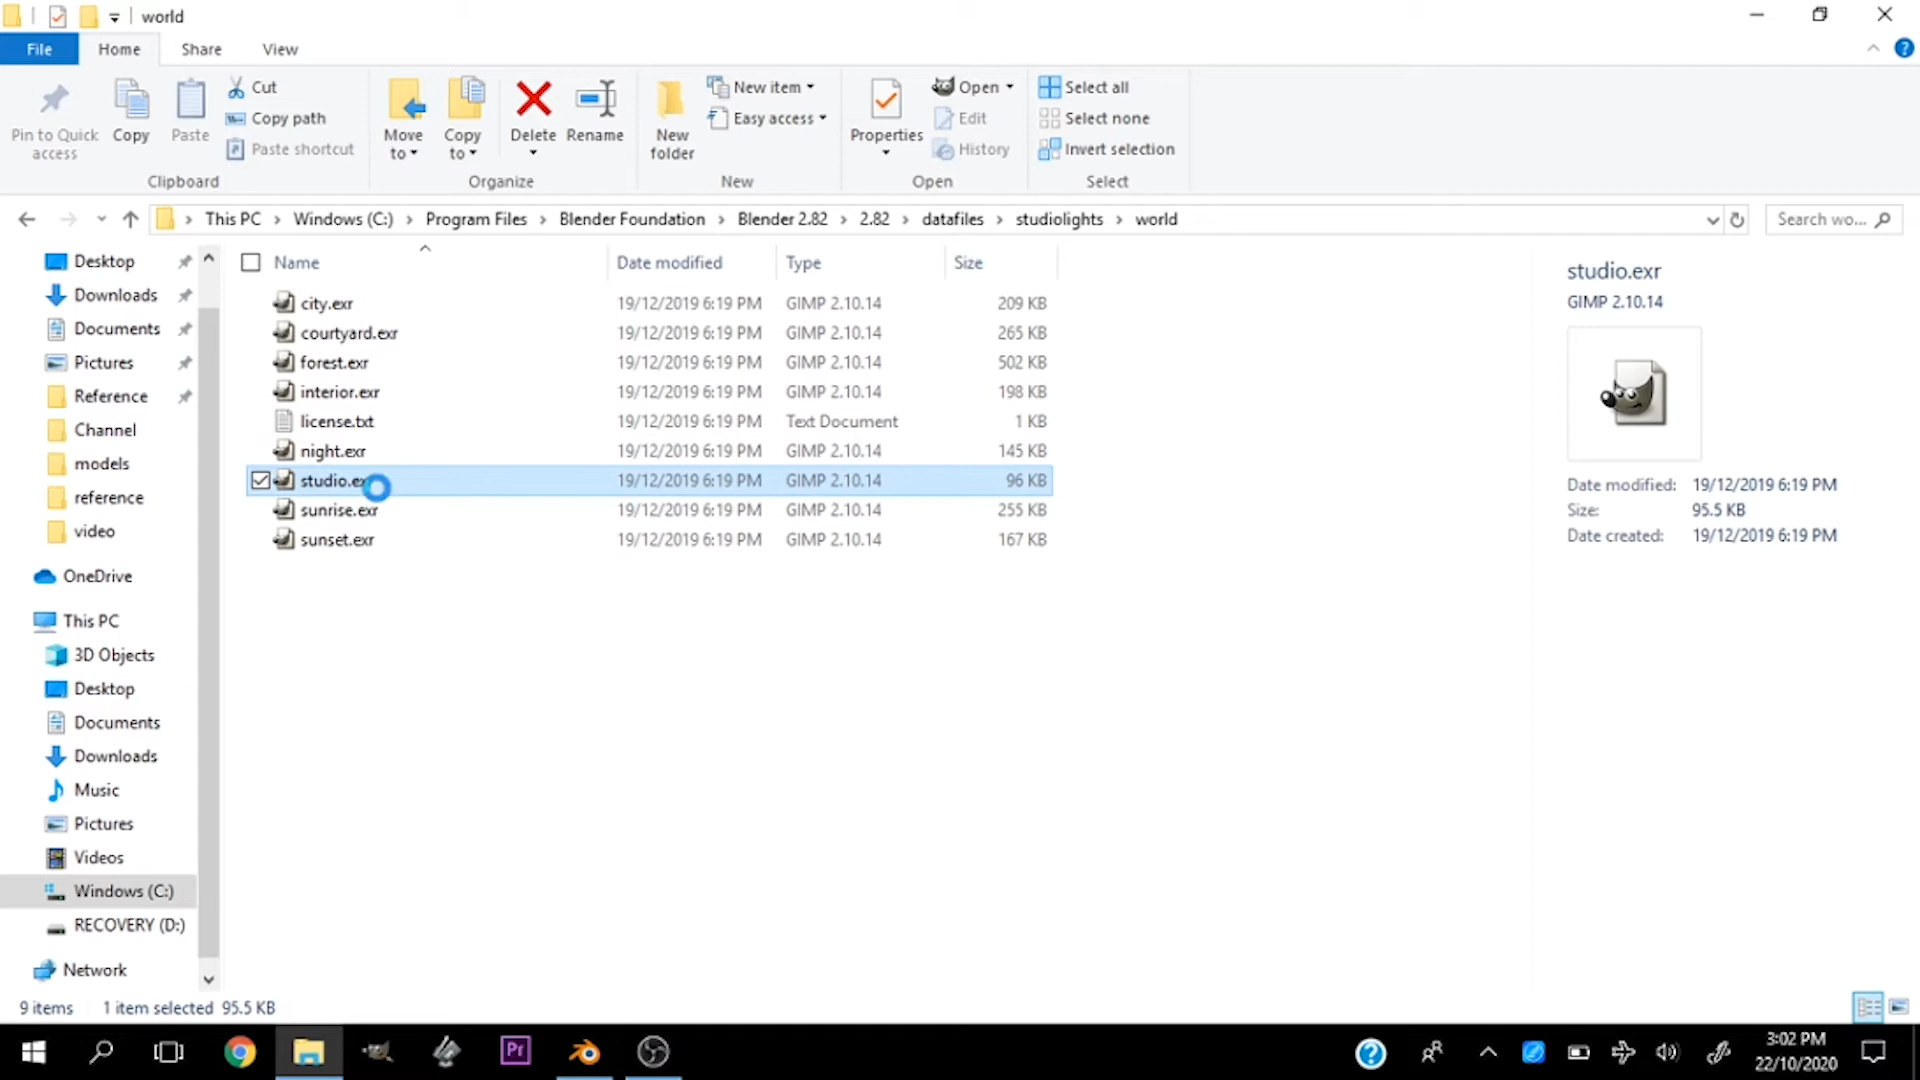 world
File Home Share View
Pin to Quick access
Copy
Paste
Cut
Copy path
Paste shortcut
Clipboard
Move to
Copy to
Delete
Rename
Organize
New folder
New item
Easy access
New
Properties
Open
Edit
History
Open
Select all
Select none
Invert selection
Select
This PC > Windows (C:) > Program Files > Blender Foundation > Blender 2.82 > 2.82 > datafiles > studiolights > world
Search wo...
Desktop
Downloads
Documents
Pictures
Reference
Channel
models
reference
video
OneDrive
This PC
3D Objects
Desktop
Documents
Downloads
Music
Pictures
Videos
Windows (C:)
RECOVERY (D:)
Network
Name Date modified Type Size
city.exr 19/12/2019 6:19 PM GIMP 2.10.14 209 KB
courtyard.exr 19/12/2019 6:19 PM GIMP 2.10.14 265 KB
forest.exr 19/12/2019 6:19 PM GIMP 2.10.14 502 KB
interior.exr 19/12/2019 6:19 PM GIMP 2.10.14 198 KB
license.txt 19/12/2019 6:19 PM Text Document 1 KB
night.exr 19/12/2019 6:19 PM GIMP 2.10.14 145 KB
studio.ex 19/12/2019 6:19 PM GIMP 2.10.14 96 KB
sunrise.exr 19/12/2019 6:19 PM GIMP 2.10.14 255 KB
sunset.exr 19/12/2019 6:19 PM GIMP 2.10.14 167 KB
studio.exr
GIMP 2.10.14
Date modified: 19/12/2019 6:19 PM
Size: 95.5 KB
Date created: 19/12/2019 6:19 PM
9 items 1 item selected 95.5 KB
Pr
3:02 PM
22/10/2020